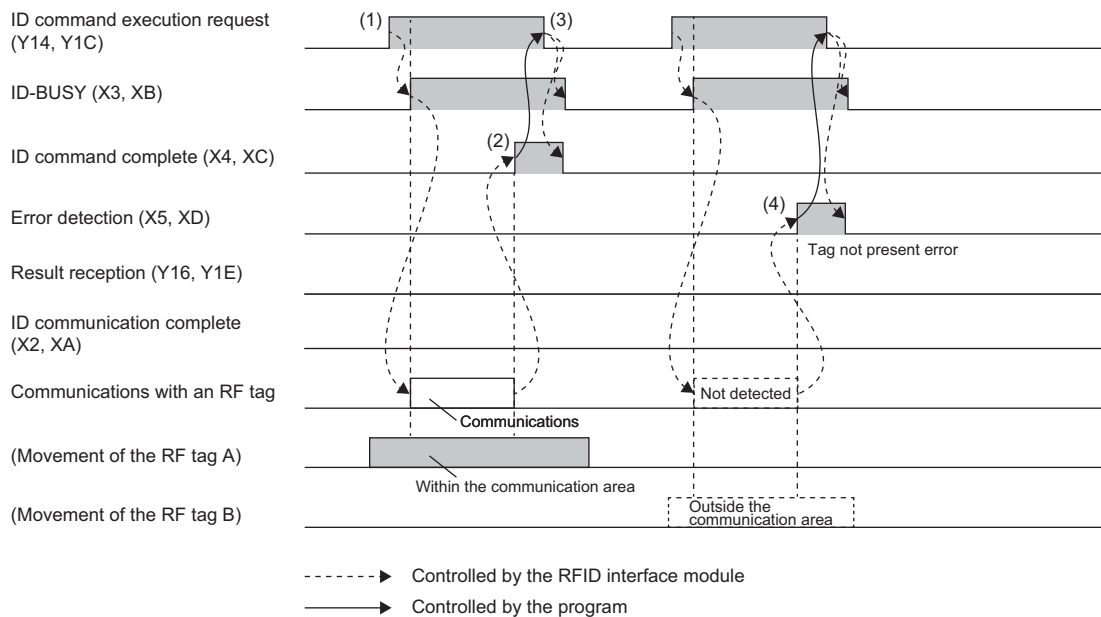 ID command execution request
(Y14, Y1C)
(1)
(3)
ID-BUSY (X3, XB)
ID command complete (X4, XC)
(2)
Error detection (X5, XD)
(4)
Tag not present error
Result reception (Y16, Y1E)
ID communication complete
(X2, XA)
Communications with an RF tag
Communications
Not detected
(Movement of the RF tag A)
Within the communication area
(Movement of the RF tag B)
Outside the
communication area
Controlled by the RFID interface module
Controlled by the program